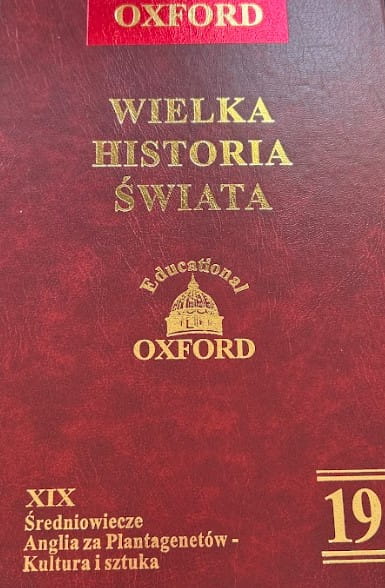 OXFORD
WIELKA
HISTORIA
ŚWIATA
Educational
OXFORD
XIX
Średniowiecze
Anglia za Plantagenetów -
Kultura i sztuka
19